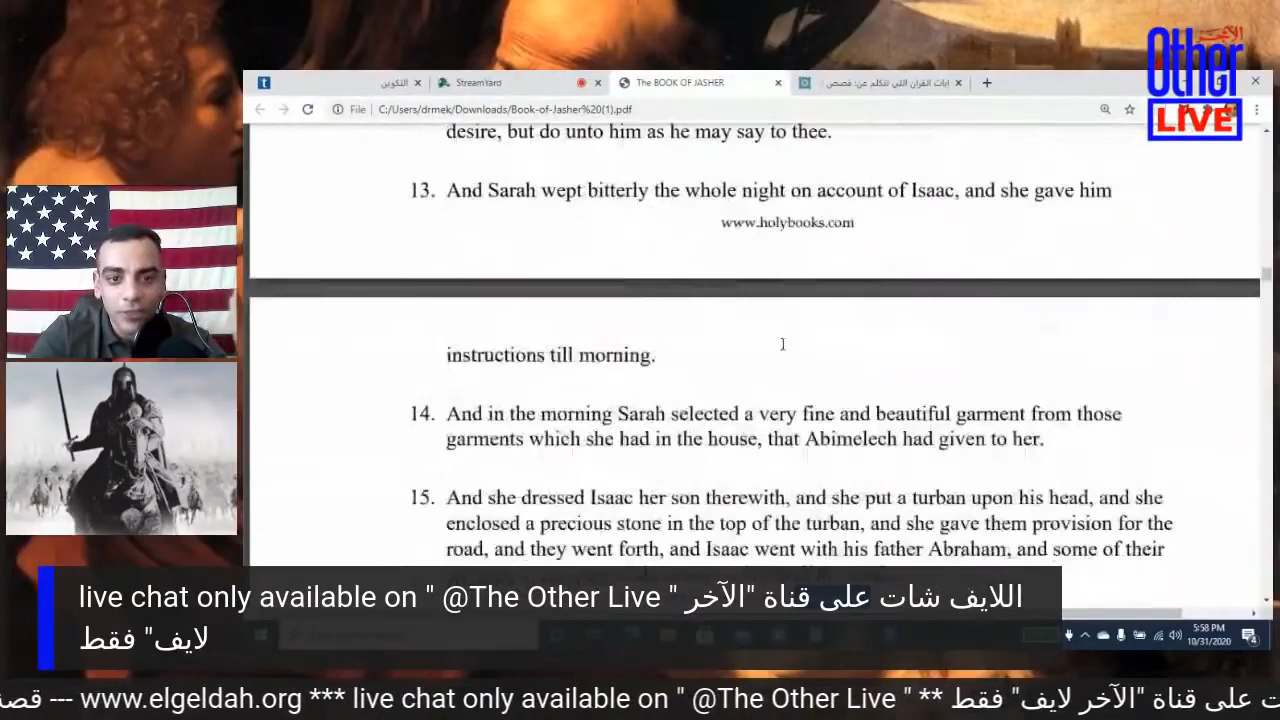 الآخر
Other
LIVE
التكوين
StreamYard
The BOOK OF JASHER
ايات القران التي تتكلم عن: قصص
File | C:/Users/drmek/Downloads/Book-of-Jasher%20(1).pdf
desire, but do unto him as he may say to thee.
13. And Sarah wept bitterly the whole night on account of Isaac, and she gave him
www.holybooks.com
instructions till morning.
14. And in the morning Sarah selected a very fine and beautiful garment from those
garments which she had in the house, that Abimelech had given to her.
15. And she dressed Isaac her son therewith, and she put a turban upon his head, and she
enclosed a precious stone in the top of the turban, and she gave them provision for the
road, and they went forth, and Isaac went with his father Abraham, and some of their
live chat only available on " @The Other Live " اللايف شات على قناة "الآخر
لايف" فقط
5:58 PM
10/31/2020
قصة --- www.elgeldah.org *** live chat only available on " @The Other Live " ** ت على قناة "الآخر لايف" فقط